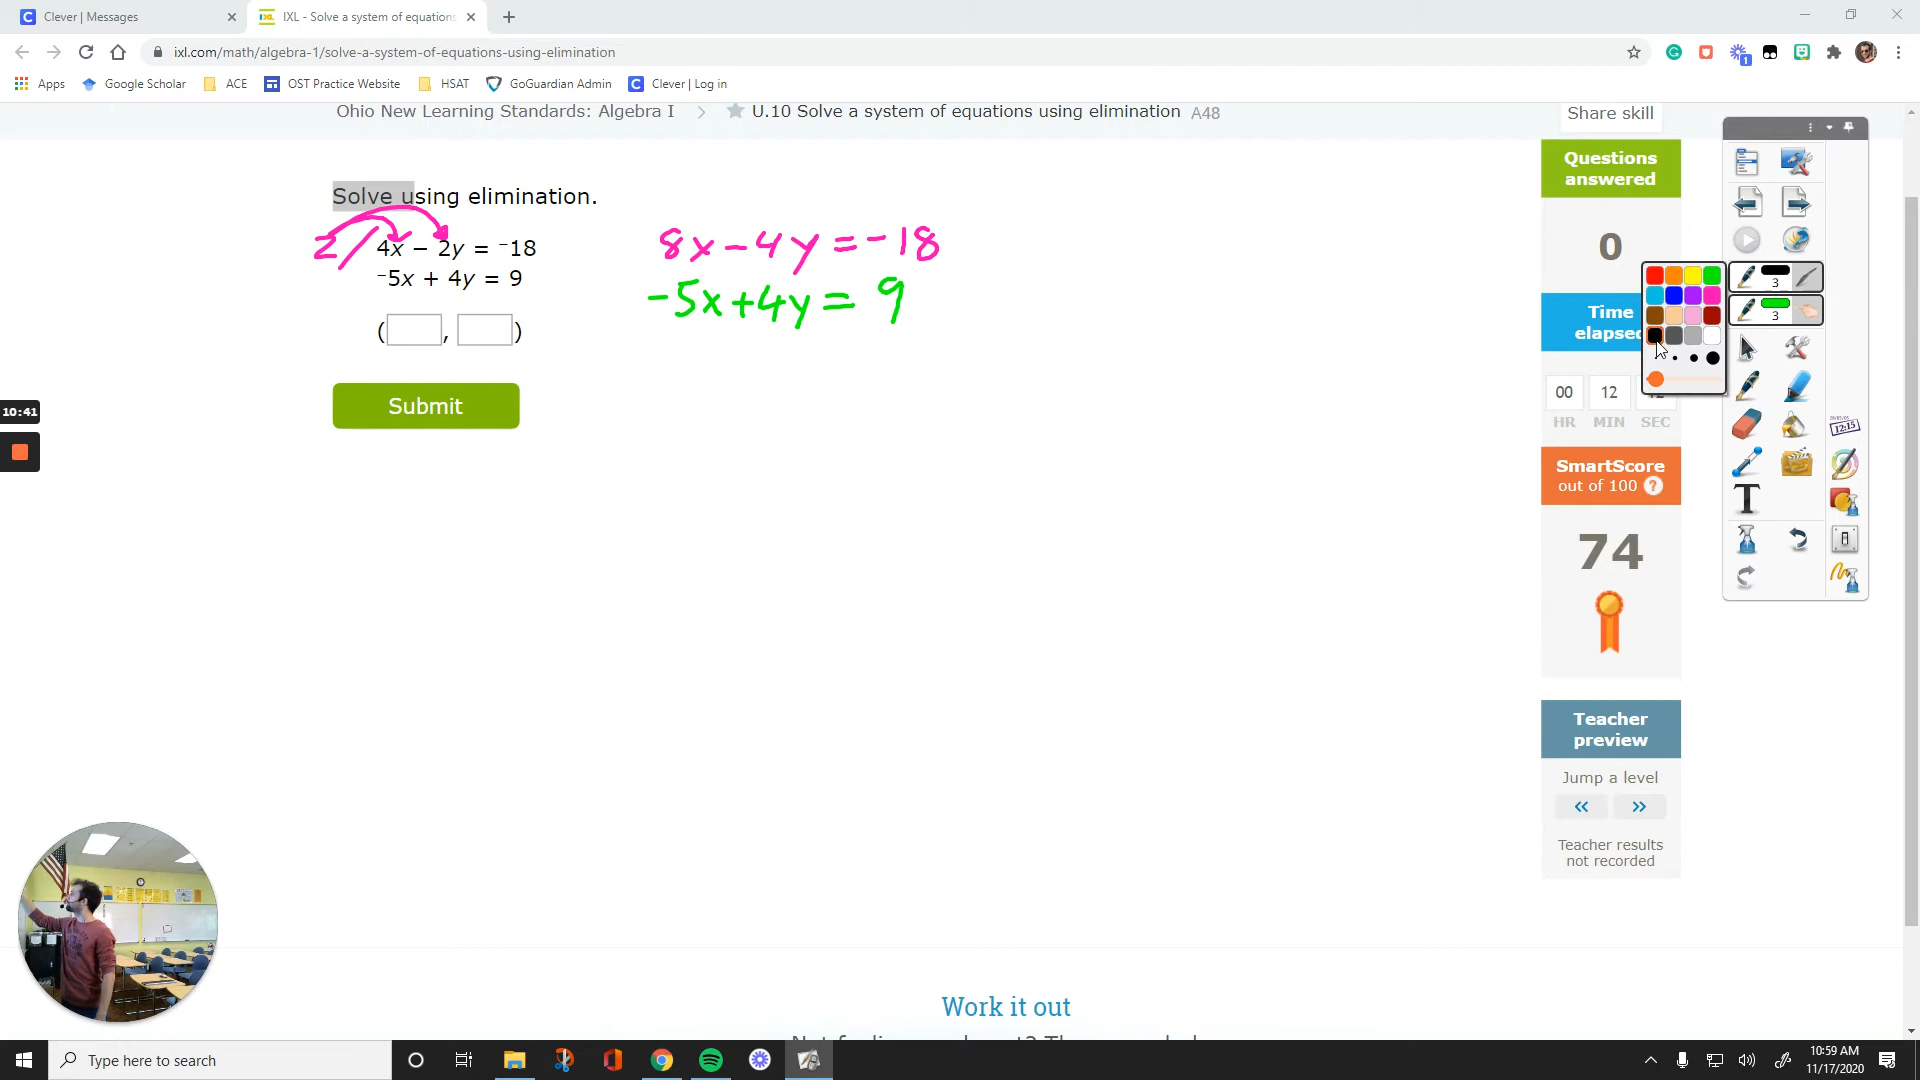 Clever | Messages
IXL - Solve a system of equations
ixl.com/math/algebra-1/solve-a-system-of-equations-using-elimination
1
Apps Google Scholar ACE OST Practice Website HSAT GoGuardian Admin Clever | Log in
Ohio New Learning Standards: Algebra I > U.10 Solve a system of equations using elimination A48
Share skill
Solve using elimination.
2/ 4x − 2y = ⁻18
⁻5x + 4y = 9
( , )
Submit
8x-4y=-18
-5x+4y= 9
Questions
answered
0
Time
elapsed
00 12
HR MIN SEC
SmartScore
out of 100 ?
74
Teacher
preview
Jump a level
<< >>
Teacher results
not recorded
3
3
12:15
T
10:41
Work it out
Type here to search
10:59 AM
11/17/2020